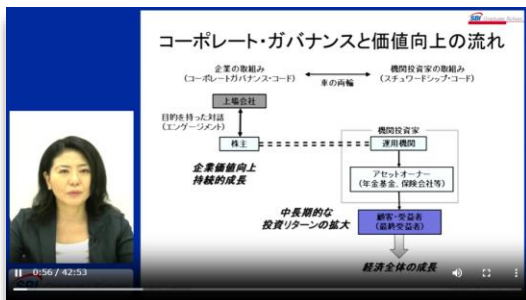 SBI Graduate School
コーポレート・ガバナンスと価値向上の流れ
企業の取組み
(コーポレートガバナンス・コード)
車の両輪
機関投資家の取組み
(スチュワードシップ・コード)
上場会社
目的を持った対話
(エンゲージメント)
株主
機関投資家
運用機関
企業価値向上
持続的成長
アセットオーナー
(年金基金、保険会社等)
中長期的な
投資リターンの拡大
顧客・受益者
(最終受益者)
経済全体の成長
0:56 / 42:53
SBI